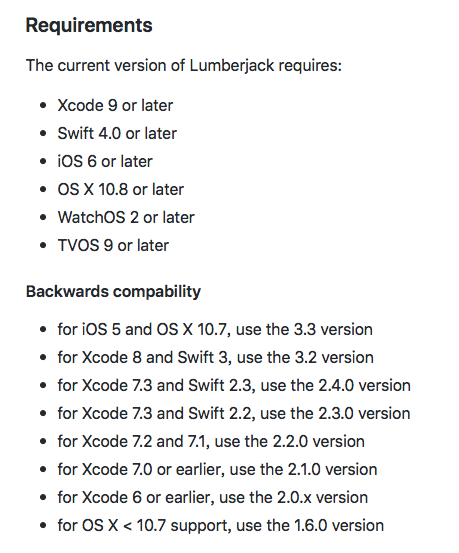 Requirements
The current version of Lumberjack requires:
• Xcode 9 or later
• Swift 4.0 or later
• iOS 6 or later
• OS X 10.8 or later
• WatchOS 2 or later
• TVOS 9 or later
Backwards compability
• for iOS 5 and OS X 10.7, use the 3.3 version
• for Xcode 8 and Swift 3, use the 3.2 version
• for Xcode 7.3 and Swift 2.3, use the 2.4.0 version
• for Xcode 7.3 and Swift 2.2, use the 2.3.0 version
• for Xcode 7.2 and 7.1, use the 2.2.0 version
• for Xcode 7.0 or earlier, use the 2.1.0 version
• for Xcode 6 or earlier, use the 2.0.x version
• for OS X < 10.7 support, use the 1.6.0 version